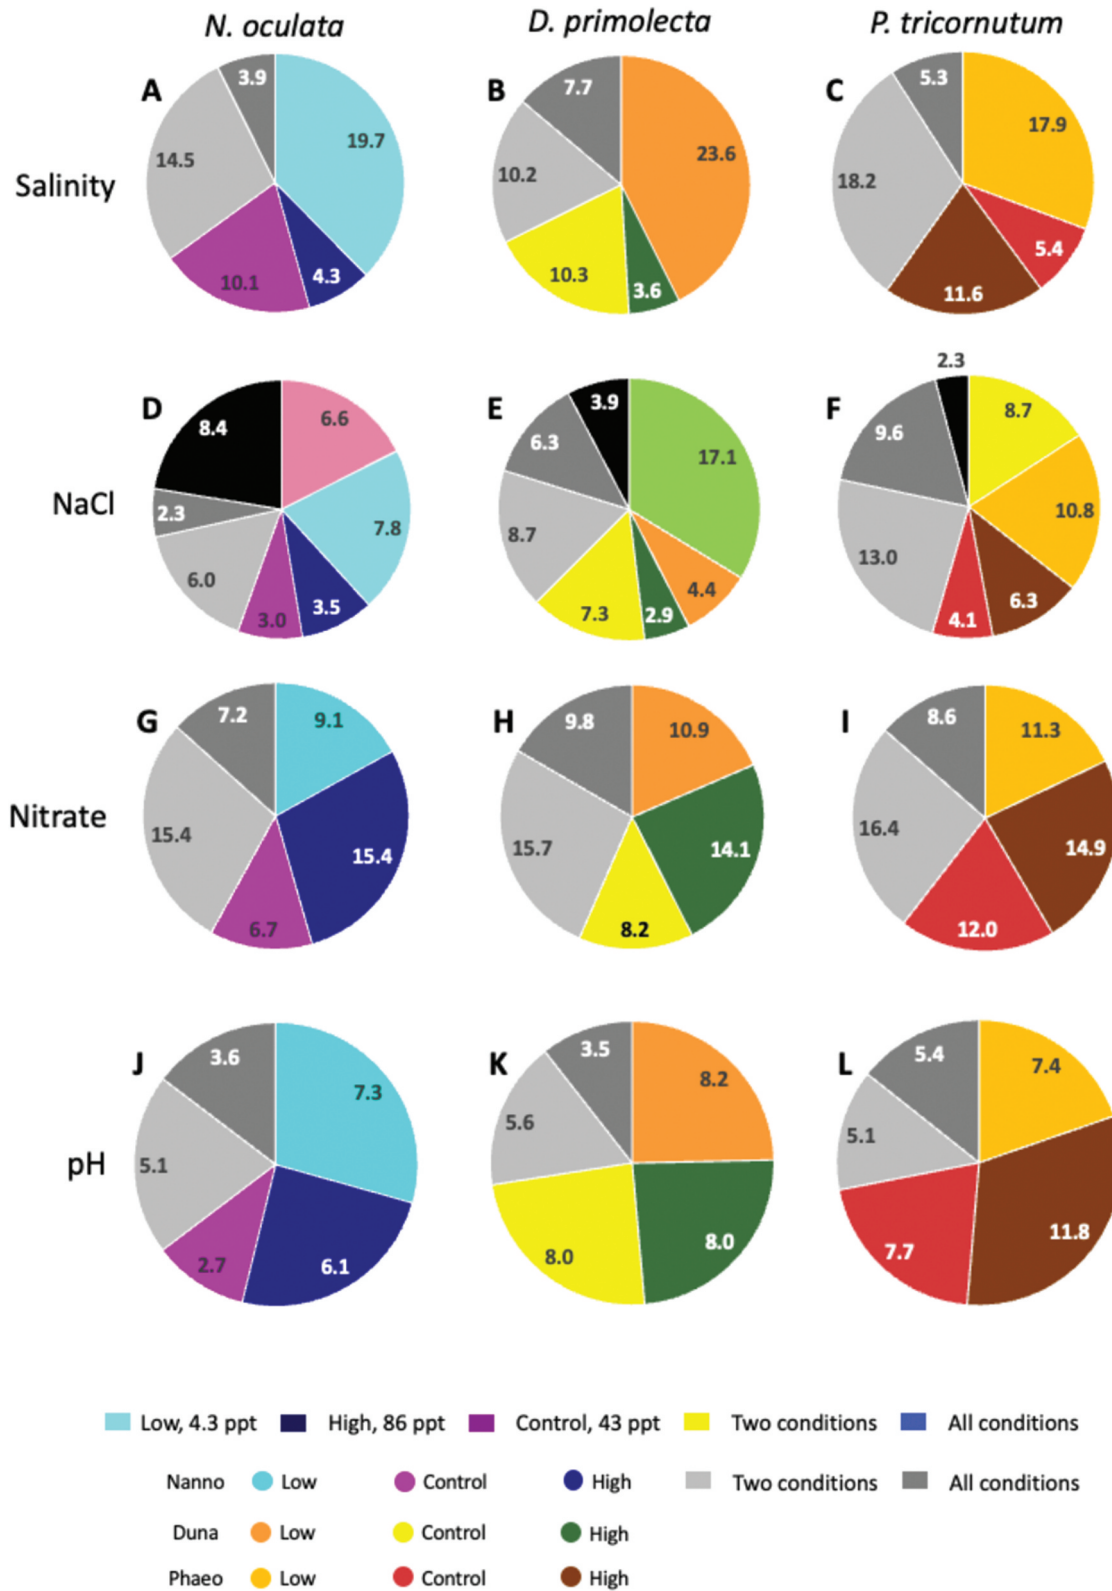 N. oculata D. primolecta P. tricornutum
Salinity
A 3.9 19.7 14.5 10.1 4.3
B 7.7 23.6 10.2 10.3 3.6
C 5.3 17.9 18.2 5.4 11.6
NaCl
D 8.4 6.6 2.3 7.8 6.0 3.0 3.5
E 3.9 6.3 17.1 8.7 4.4 7.3 2.9
F 2.3 8.7 9.6 10.8 13.0 4.1 6.3
Nitrate
G 7.2 9.1 15.4 15.4 6.7
H 9.8 10.9 15.7 14.1 8.2
I 8.6 11.3 16.4 14.9 12.0
pH
J 3.6 7.3 5.1 2.7 6.1
K 3.5 8.2 5.6 8.0 8.0
L 5.4 7.4 5.1 7.7 11.8
Low, 4.3 ppt High, 86 ppt Control, 43 ppt Two conditions All conditions
Nanno Low Control High Two conditions All conditions
Duna Low Control High
Phaeo Low Control High